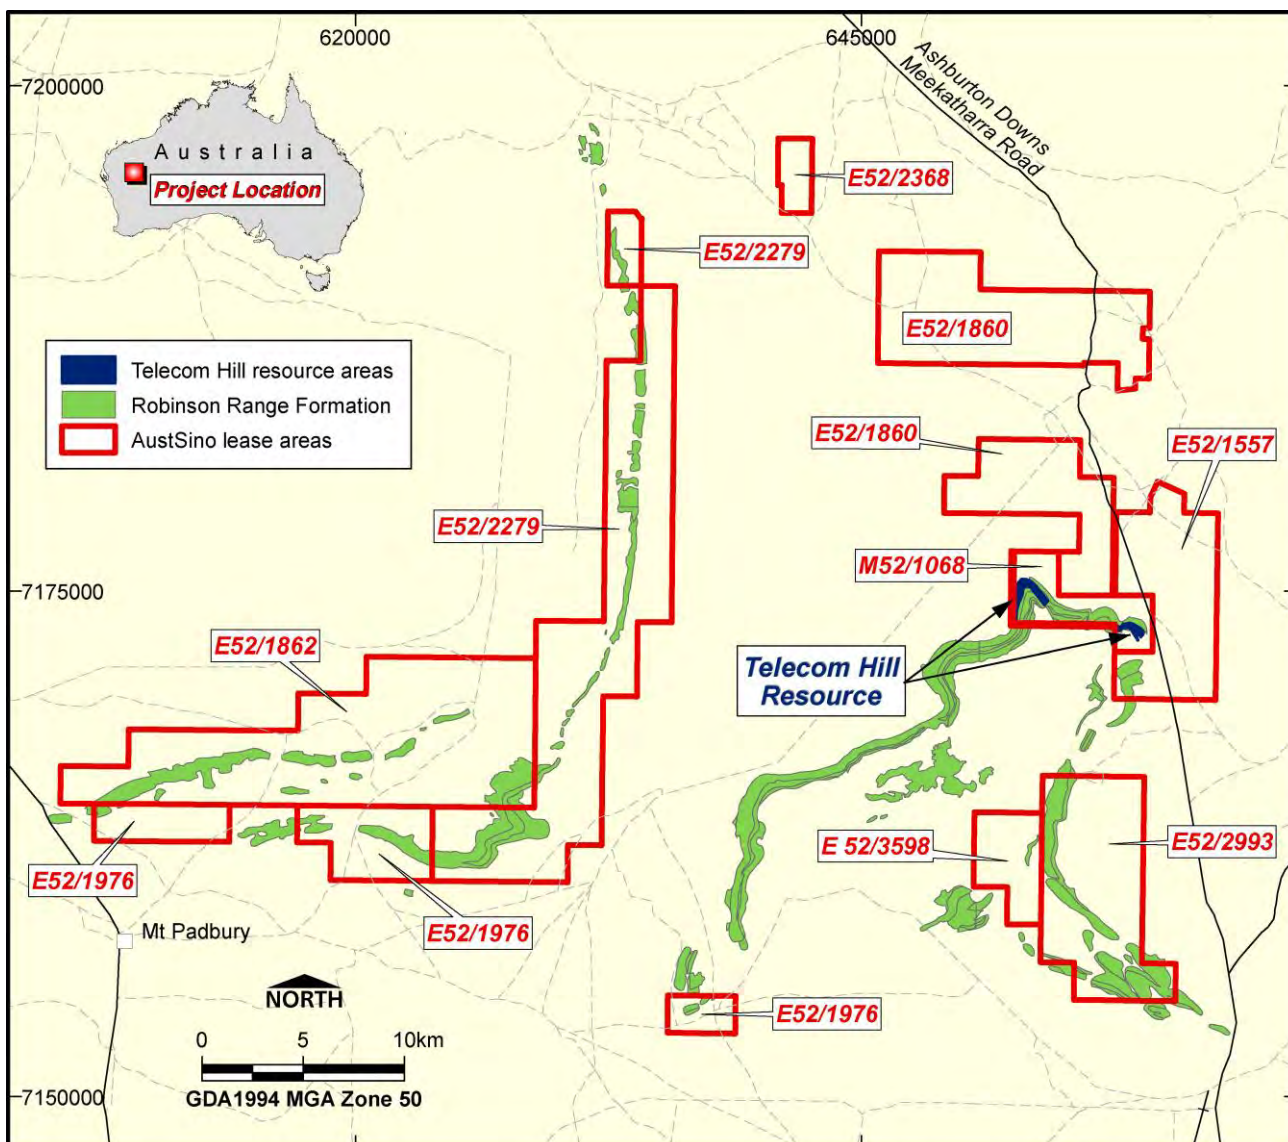 620000
645000
7200000
Ashburton Downs
Meekatharra Road
Australia
Project Location
E52/2368
E52/2279
E52/1860
Telecom Hill resource areas
Robinson Range Formation
AustSino lease areas
E52/1860
E52/1557
E52/2279
M52/1068
7175000
E52/1862
Telecom Hill
Resource
E 52/3598
E52/2993
E52/1976
E52/1976
Mt Padbury
NORTH
E52/1976
0 5 10km
GDA1994 MGA Zone 50
7150000